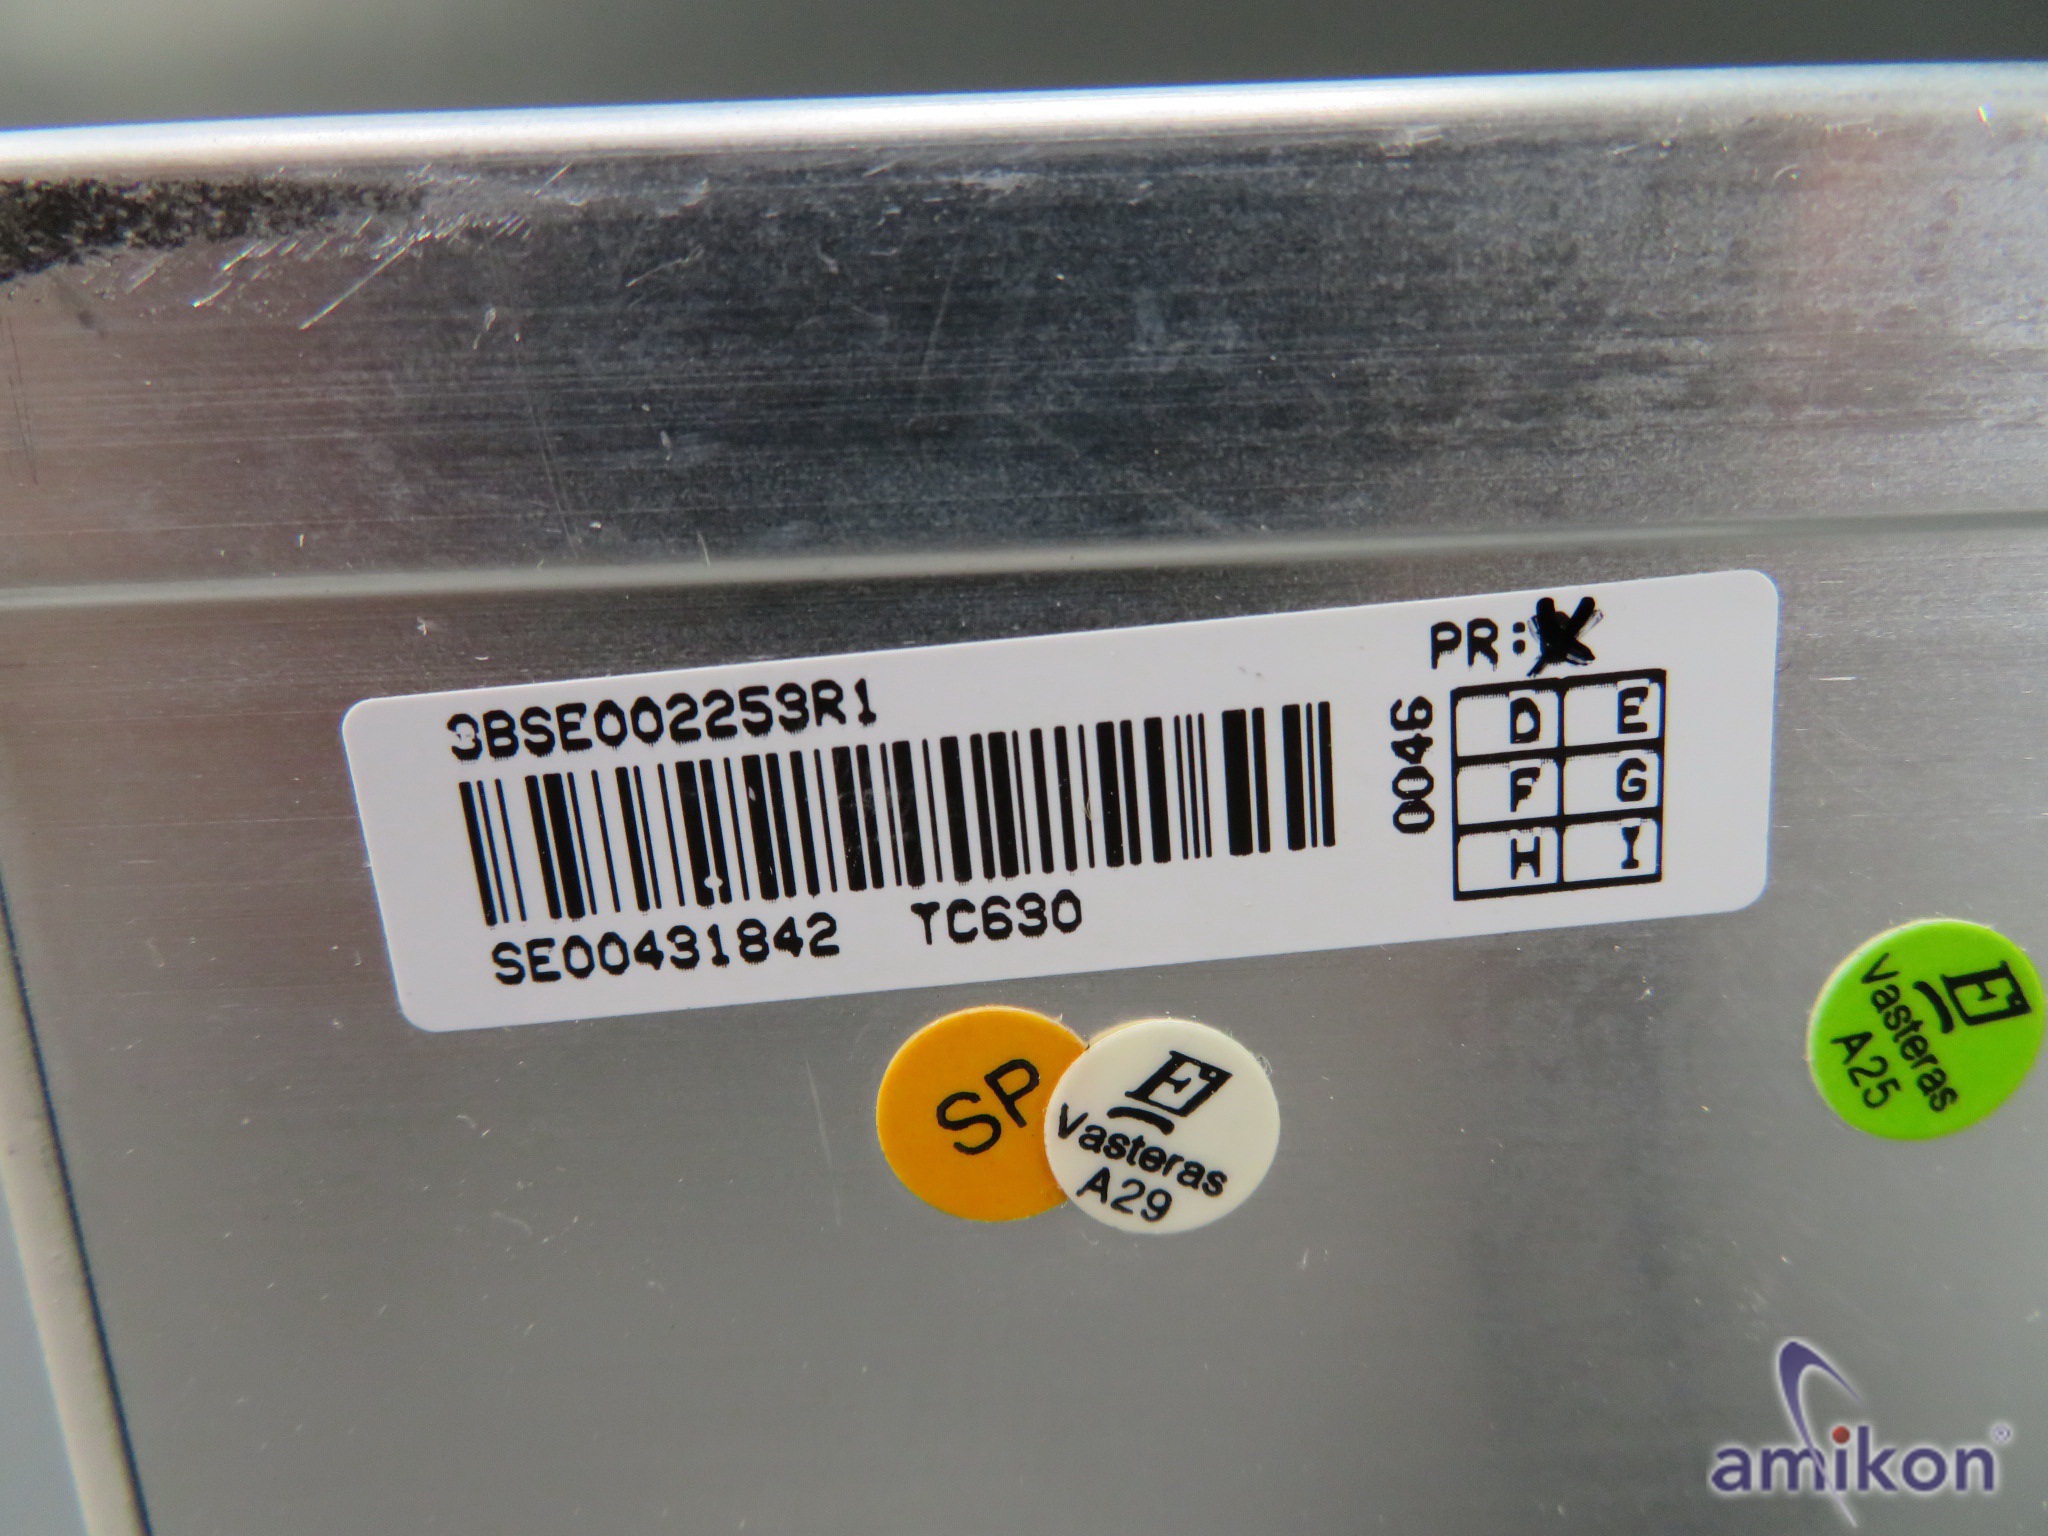 3BSE002253R1
SE00431842 TC630
0046
PR:
D E
F G
H I
SP
E
Vasteras
A29
E
Vasteras
A25
amikon®